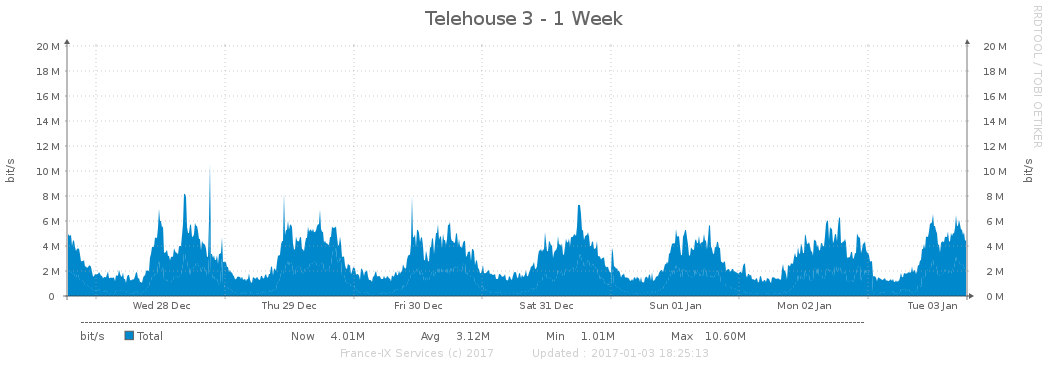 Telehouse 3 - 1 Week
RRDTOOL / TOBI OETIKER
20 M 20 M
18 M 18 M
16 M 16 M
14 M 14 M
12 M 12 M
10 M 10 M
8 M 8 M
6 M 6 M
4 M 4 M
2 M 2 M
0 0 M
bit/s bit/s
Wed 28 Dec Thu 29 Dec Fri 30 Dec Sat 31 Dec Sun 01 Jan Mon 02 Jan Tue 03 Jan
bit/s Total Now 4.01M Avg 3.12M Min 1.01M Max 10.60M
France-IX Services (c) 2017 Updated : 2017-01-03 18:25:13